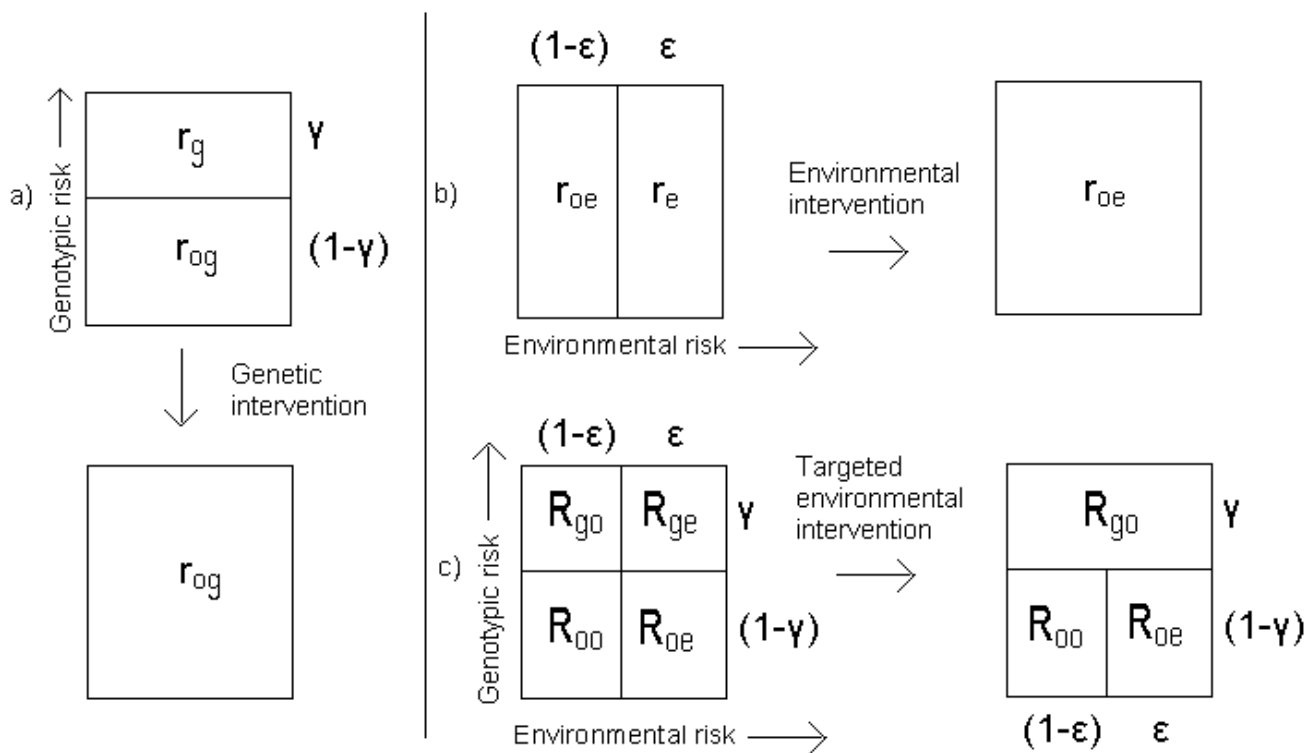 a)
Genotypic risk
r_g
γ
r_og
(1-γ)
Genetic
intervention
r_og
b)
(1-ε) ε
r_oe r_e
Environmental risk
Environmental
intervention
r_oe
c)
Genotypic risk
(1-ε) ε
R_go R_ge γ
R_oo R_oe (1-γ)
Environmental risk
Targeted
environmental
intervention
R_go γ
R_oo R_oe (1-γ)
(1-ε) ε